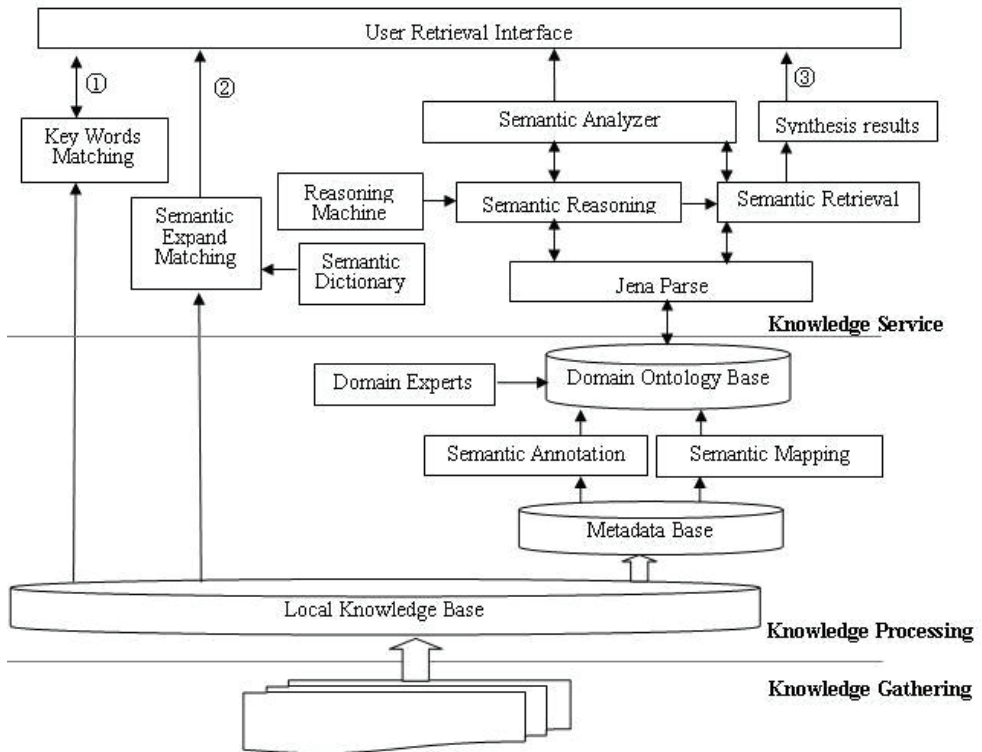 User Retrieval Interface
①
②
③
Key Words
Matching
Semantic Analyzer
Synthesis results
Reasoning
Machine
Semantic Reasoning
Semantic Retrieval
Semantic
Expand
Matching
Semantic
Dictionary
Jena Parse
Knowledge Service
Domain Experts
Domain Ontology Base
Semantic Annotation
Semantic Mapping
Metadata Base
Local Knowledge Base
Knowledge Processing
Knowledge Gathering